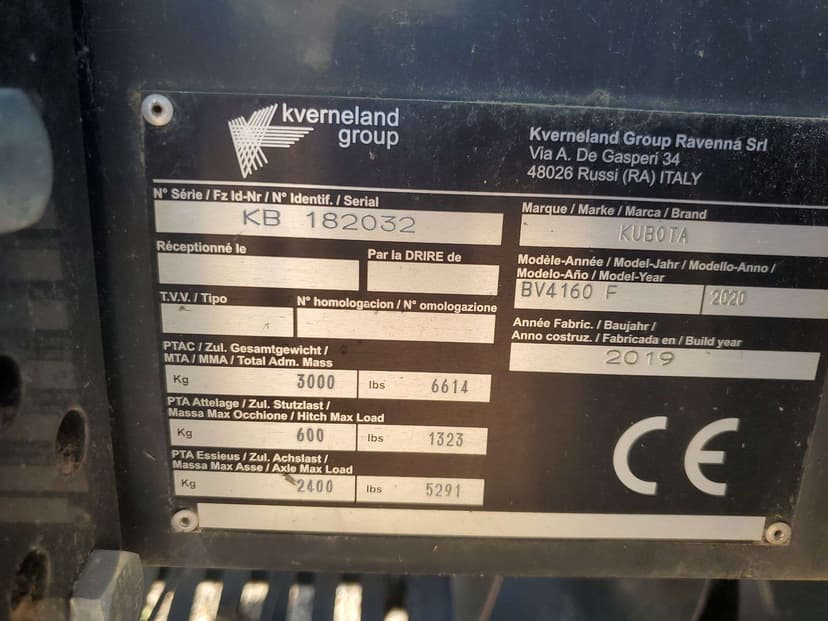 kverneland
group
Kverneland Group Ravenna Srl
Via A. De Gasperi 34
48026 Russi (RA) ITALY
N° Série / Fz Id-Nr / N° Identif. / Serial
KB 182032
Marque / Marke / Marca / Brand
KUBOTA
Réceptionné le
Par la DRIRE de
Modèle-Année / Model-Jahr / Modello-Anno /
Modelo-Año / Model-Year
BV4160 F 2020
T.V.V. / Tipo
N° homologacion / N° omologazione
Année Fabric. / Baujahr /
Anno costruz. / Fabricada en / Build year
2019
PTAC / Zul. Gesamtgewicht /
MTA / MMA / Total Adm. Mass
Kg 3000 lbs 6614
PTA Attelage / Zul. Stutzlast /
Massa Max Occhione / Hitch Max Load
Kg 600 lbs 1323
PTA Essieus / Zul. Achslast /
Massa Max Asse / Axle Max Load
Kg 2400 lbs 5291
CE